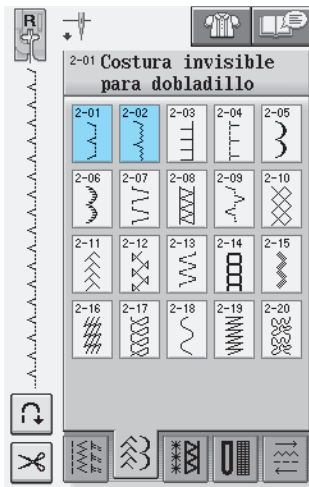 R
2-01 Costura invisible
para dobladillo
2-01 2-02 2-03 2-04 2-05
2-06 2-07 2-08 2-09 2-10
2-11 2-12 2-13 2-14 2-15
2-16 2-17 2-18 2-19 2-20